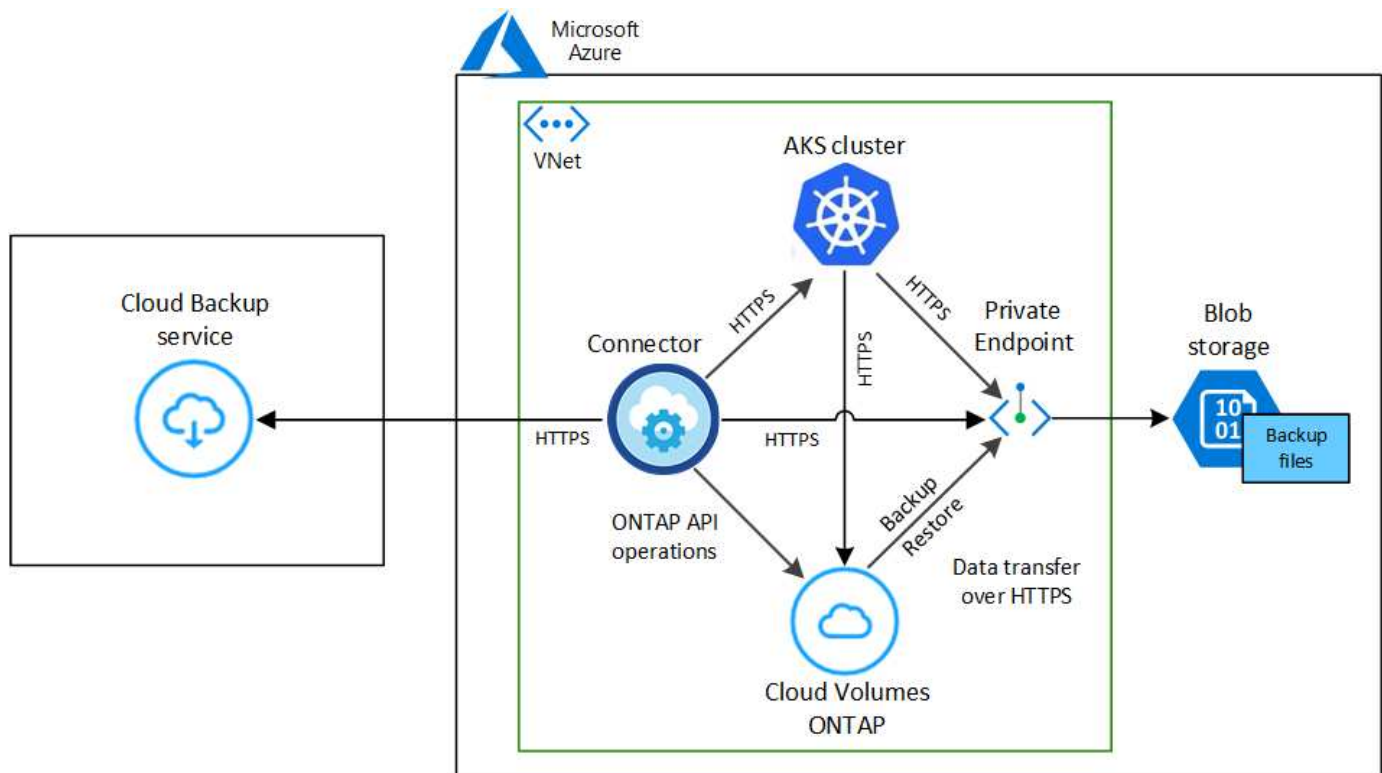 Microsoft
Azure
VNet
AKS cluster
Cloud Backup
service
HTTPS
HTTPS
Private
Endpoint
Blob
storage
Connector
HTTPS
HTTPS
HTTPS
10
01
Backup
files
ONTAP API
operations
Backup
Restore
Data transfer
over HTTPS
Cloud Volumes
ONTAP